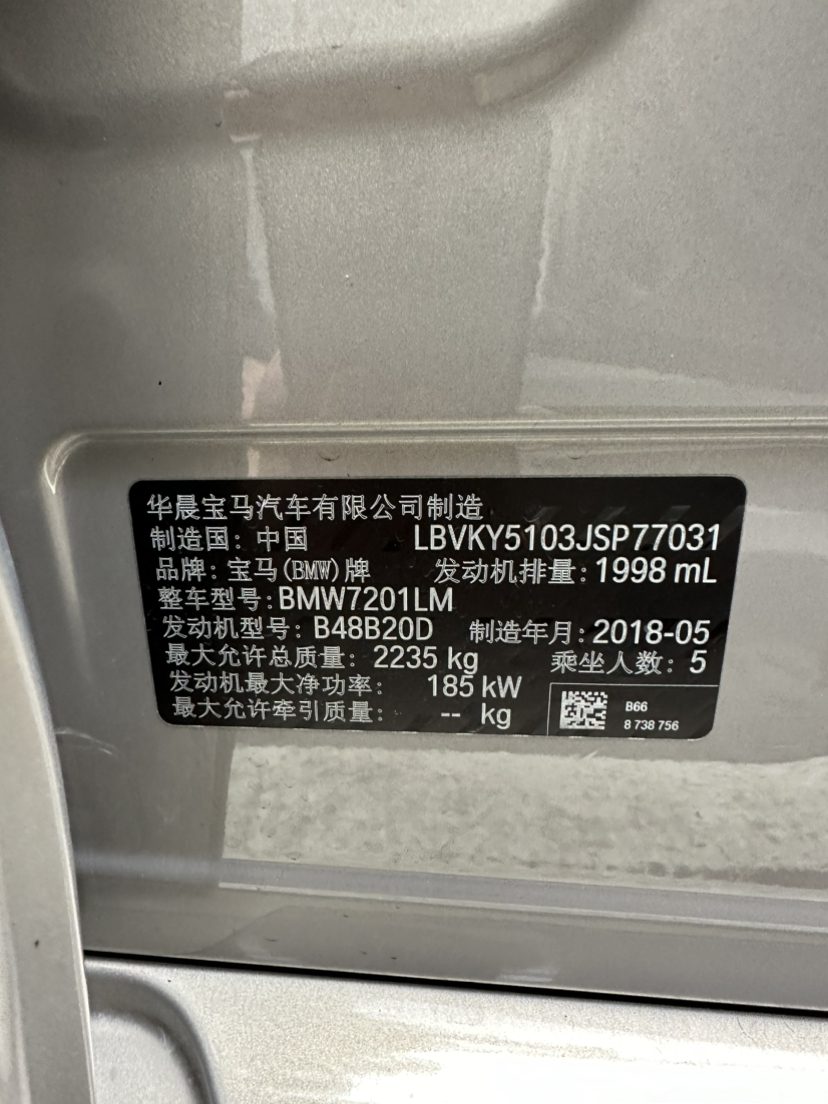 华晨宝马汽车有限公司制造
制造国：中国 LBVKY5103JSP77031
品牌：宝马(BMW)牌 发动机排量：1998 mL
整车型号:BMW7201LM
发动机型号：B48B20D 制造年月：2018-05
最大允许总质量：2235 kg 乘坐人数：5
发动机最大净功率： 185 kW
最大允许牵引质量： -- kg
B66
8 738 756